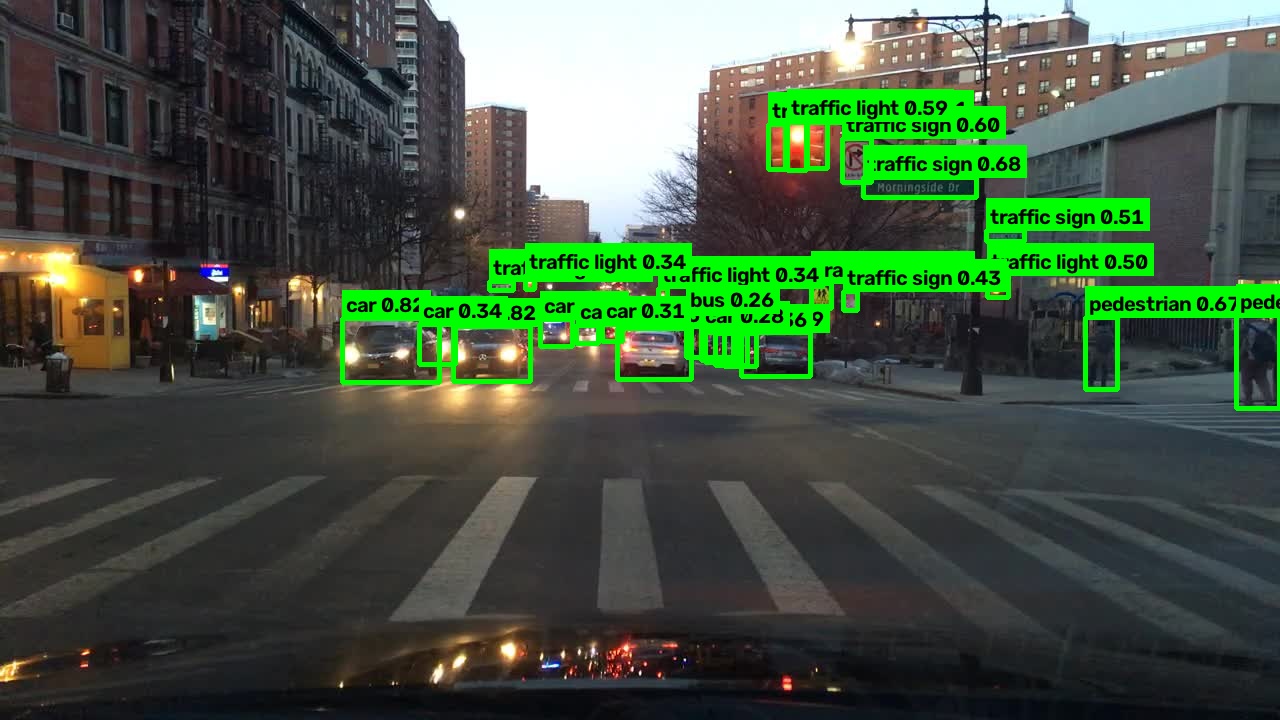 traffic light 0.59
traffic sign 0.60
traffic sign 0.68
Morningside Dr
traffic sign 0.51
traffic light 0.34
traffic light 0.50
traffic light 0.34
traffic sign 0.43
bus 0.26
car 0.82
car 0.34
.82
car
car 0.31
car 0.28
pedestrian 0.67
pede